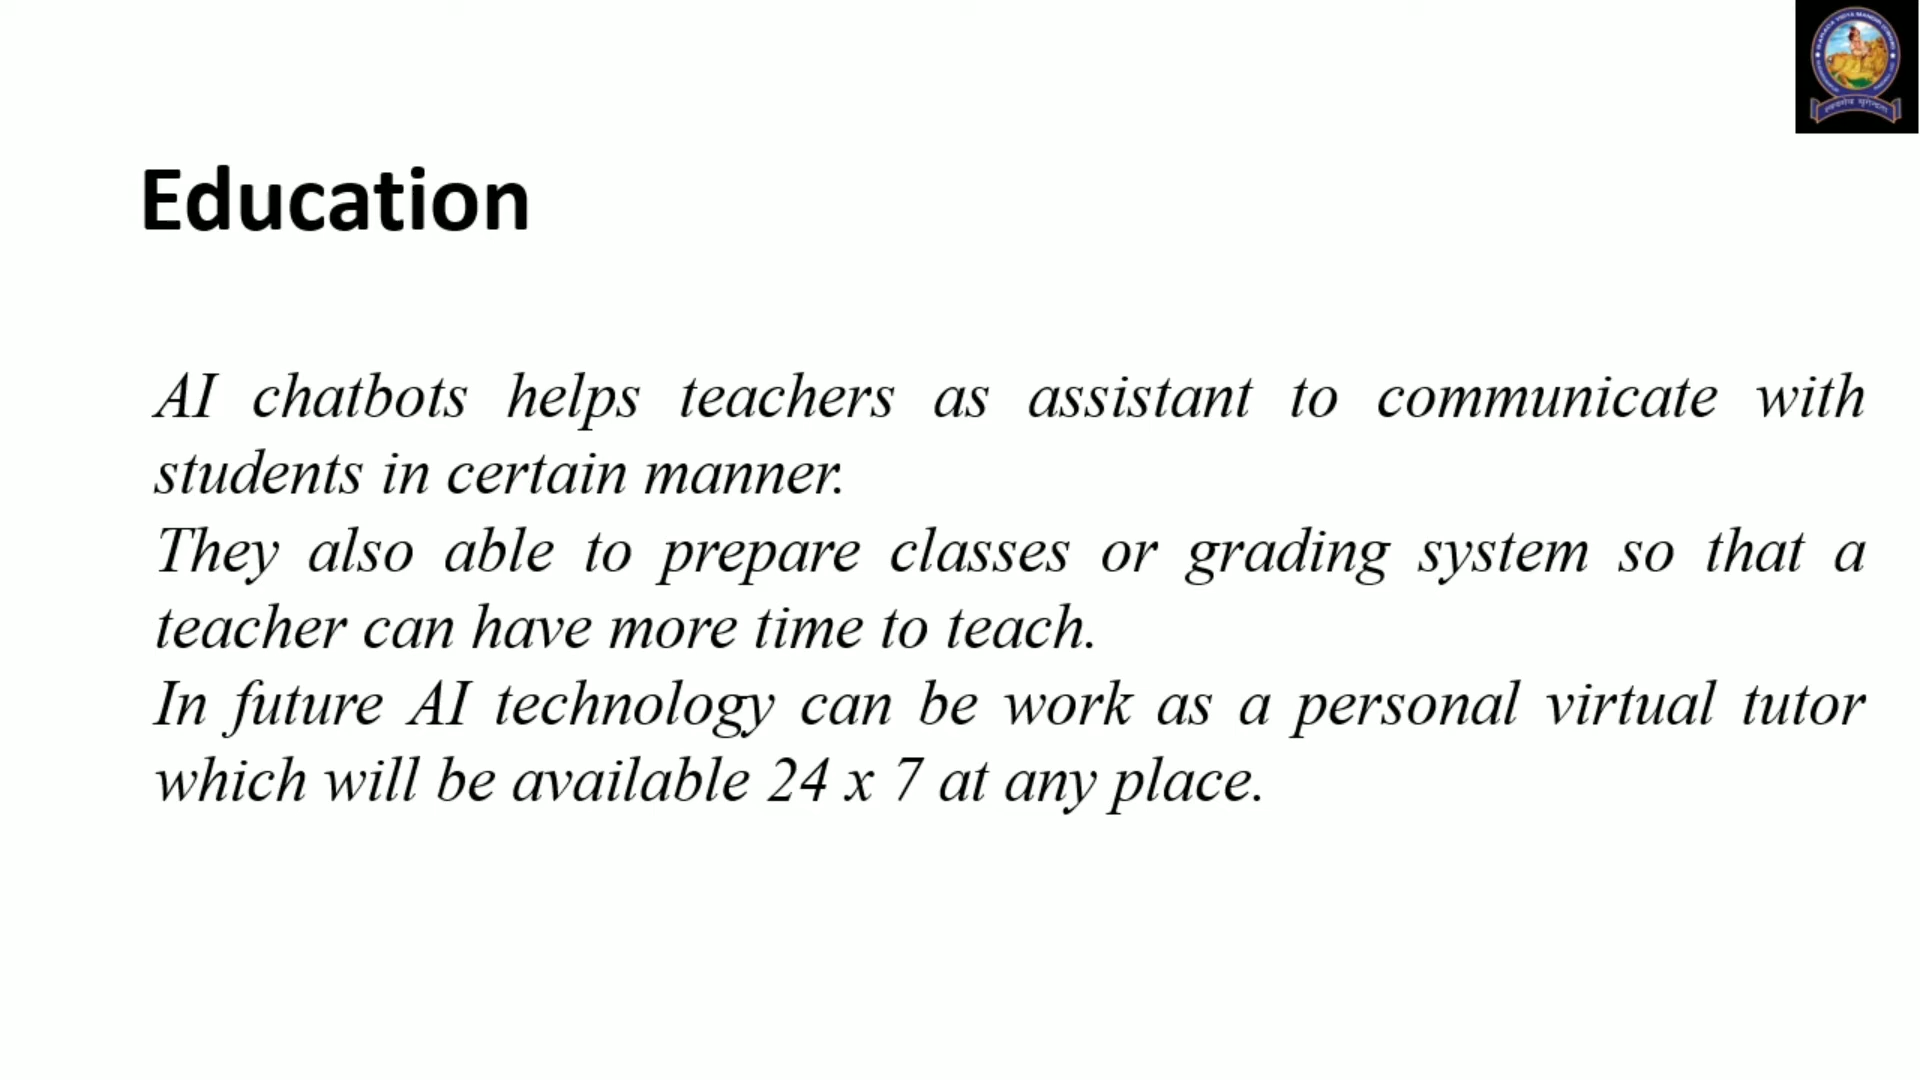 Education
AI chatbots helps teachers as assistant to communicate with
students in certain manner.
They also able to prepare classes or grading system so that a
teacher can have more time to teach.
In future AI technology can be work as a personal virtual tutor
which will be available 24 x 7 at any place.